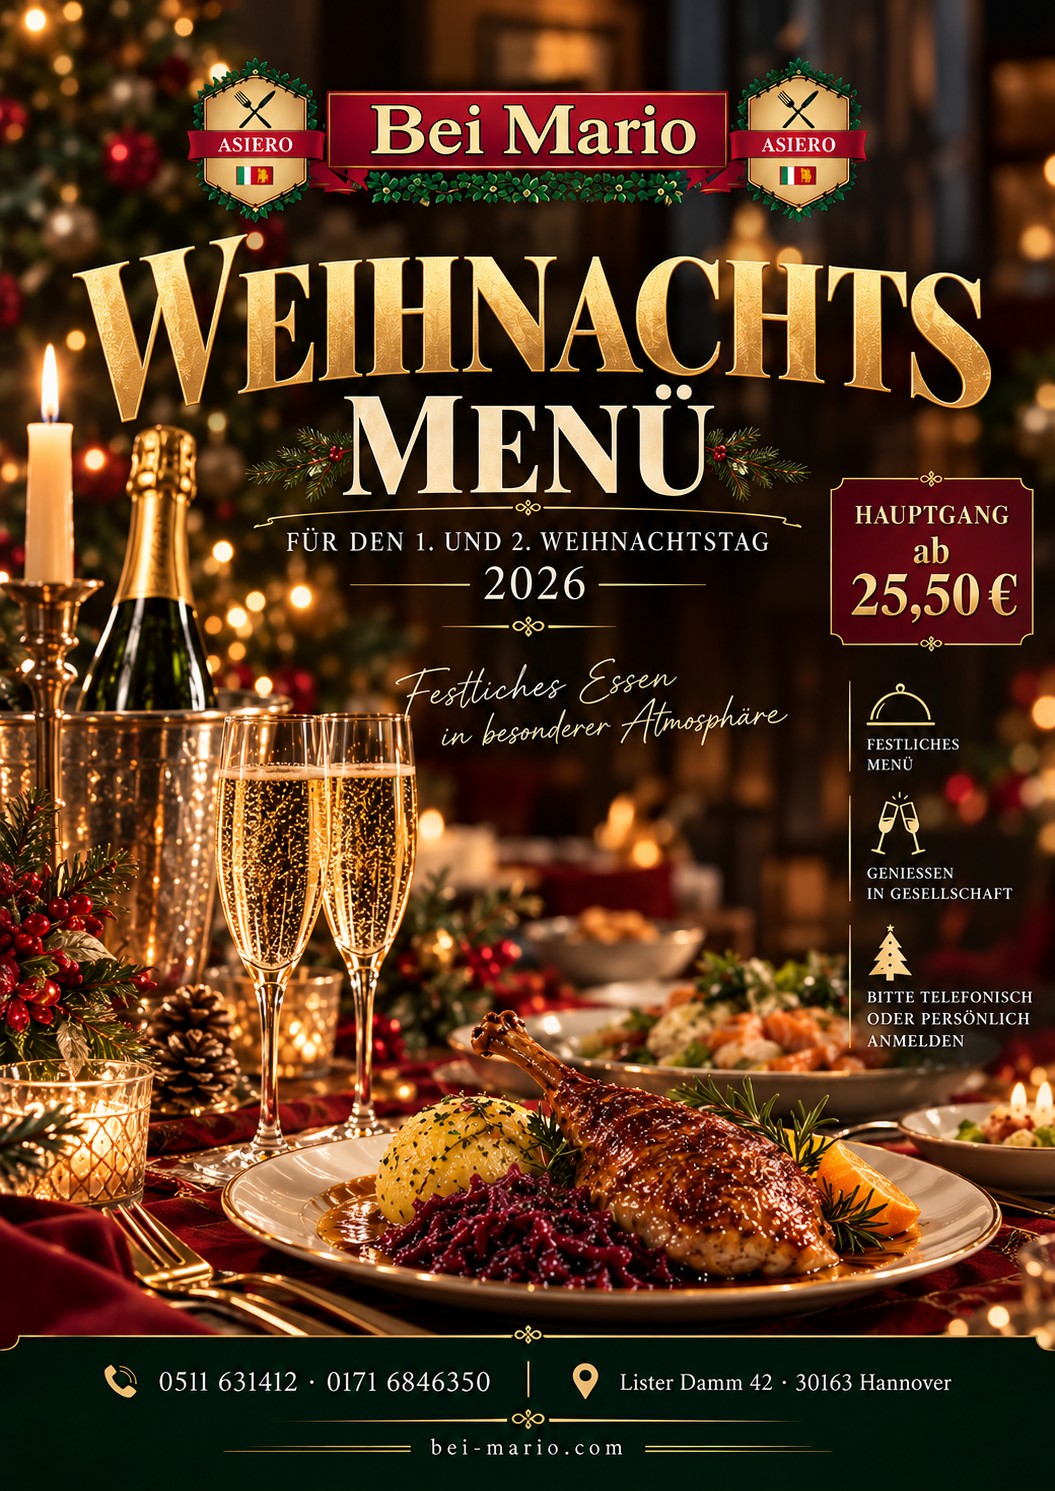 ASIERO
Bei Mario
ASIERO
WEIHNACHTS
MENÜ
FÜR DEN 1. UND 2. WEIHNACHTSTAG
2026
HAUPTGANG
ab
25,50 €
Festliches Essen
in besonderer Atmosphäre
FESTLICHES
MENÜ
GENIESSEN
IN GESELLSCHAFT
BITTE TELEFONISCH
ODER PERSÖNLICH
ANMELDEN
0511 631412 · 0171 6846350
Lister Damm 42 · 30163 Hannover
bei-mario.com